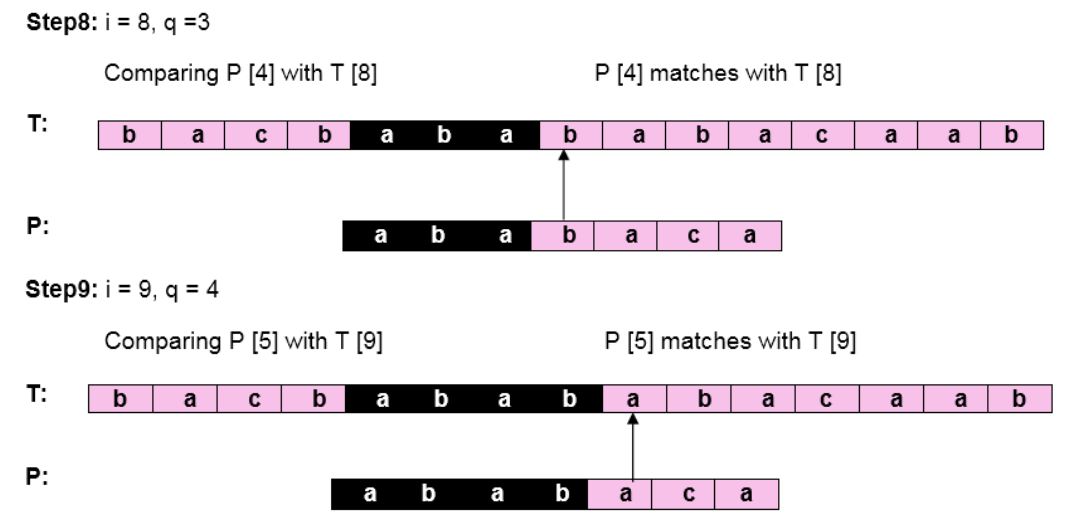 Step8: i = 8, q =3
Comparing P [4] with T [8] P [4] matches with T [8]
T: b a c b a b a b a b a c a a b
P: a b a b a c a
Step9: i = 9, q = 4
Comparing P [5] with T [9] P [5] matches with T [9]
T: b a c b a b a b a b a c a a b
P: a b a b a c a